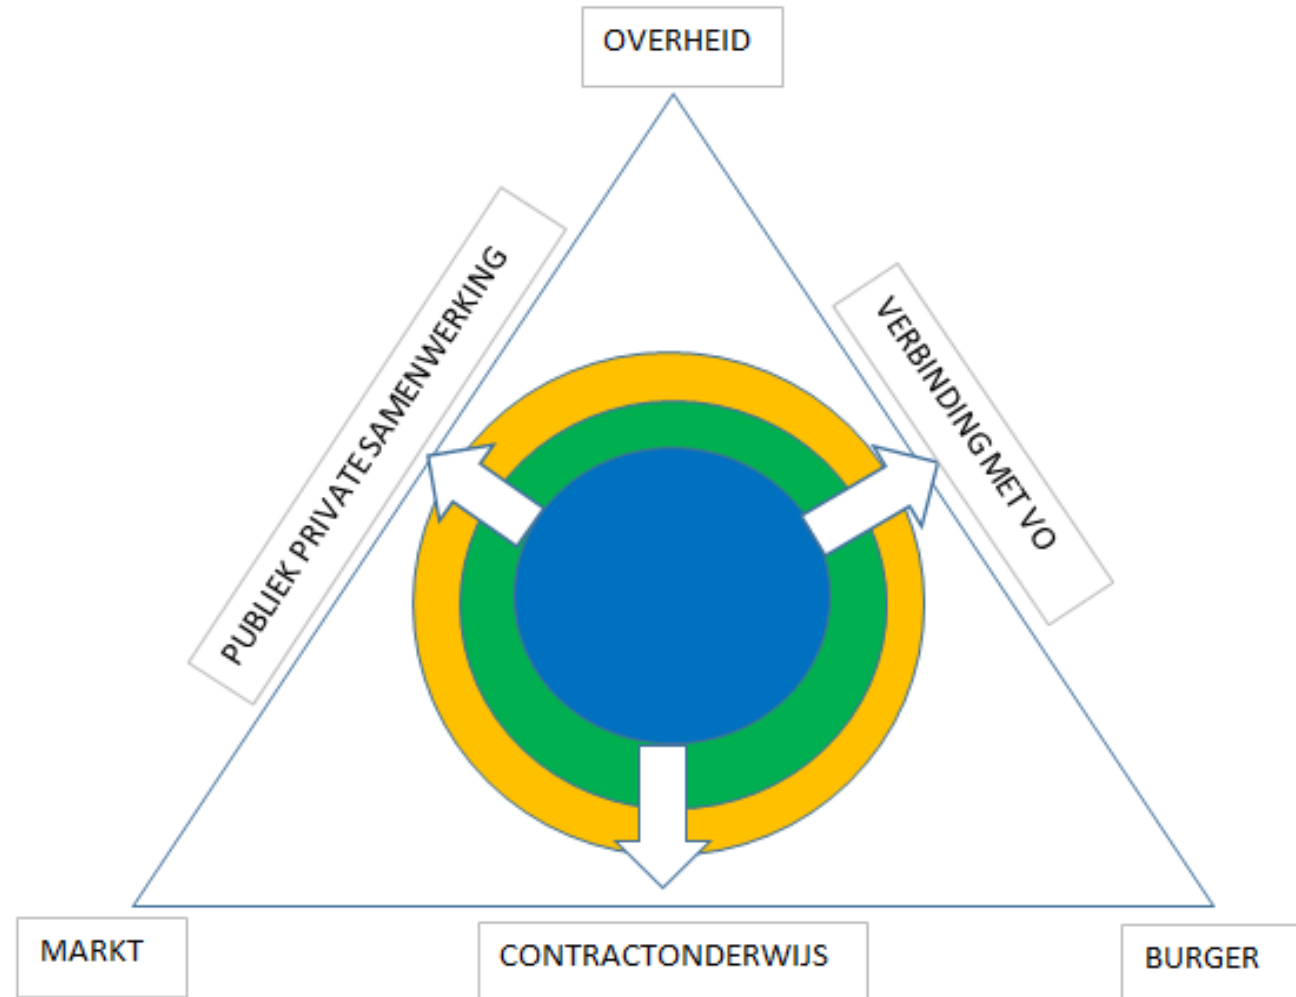 OVERHEID
PUBLIEK PRIVATE SAMENWERKING
VERBINDING MET VO
MARKT
CONTRACTONDERWIJS
BURGER